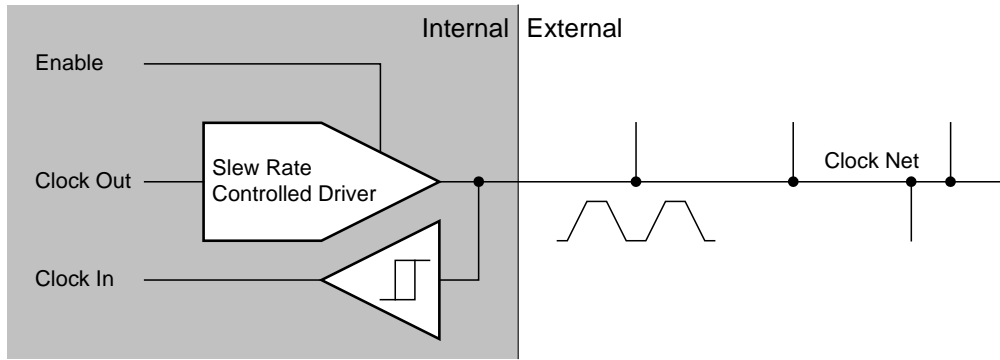 Internal External
Enable
Slew Rate
Controlled Driver
Clock Out
Clock Net
Clock In